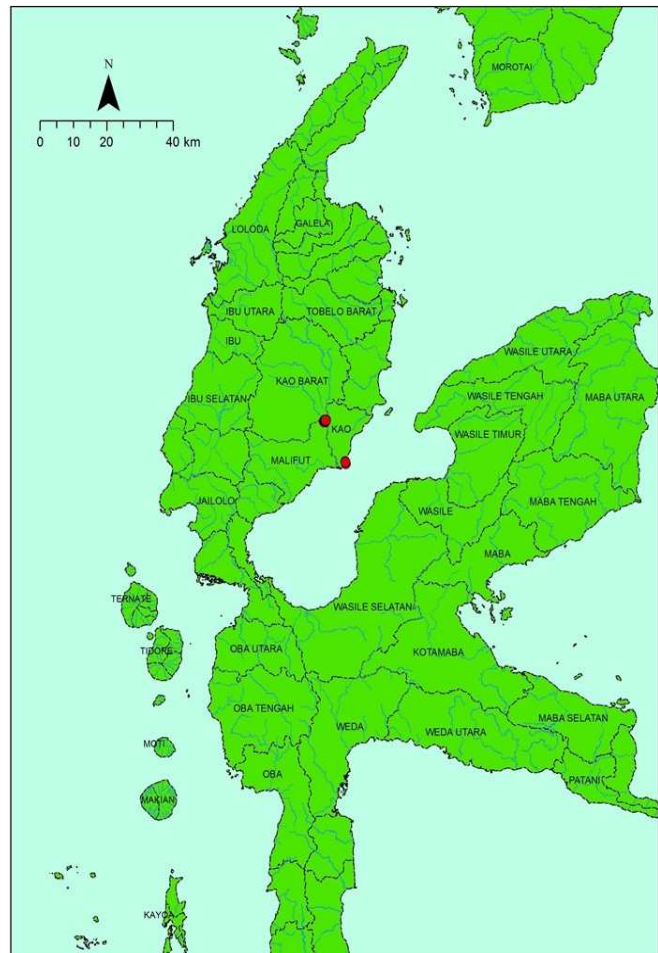 MOROTAI
N
0 10 20 40 km
LOLODA
GALELA
IBU UTARA
TOBELO BARAT
IBU
WASILE UTARA
KAO BARAT
IBU SELATAN
WASILE TENGAH
MABA UTARA
KAO
WASILE TIMUR
MALIFUT
JAILOLO
MABA TENGAH
WASILE
MABA
TERNATE
WASILE SELATAN
OBA UTARA
TIDORE
KOTAMABA
OBA TENGAH
MABA SELATAN
WEDA
WEDA UTARA
MOTI
OBA
PATANI
MAKIAN
KAYOA